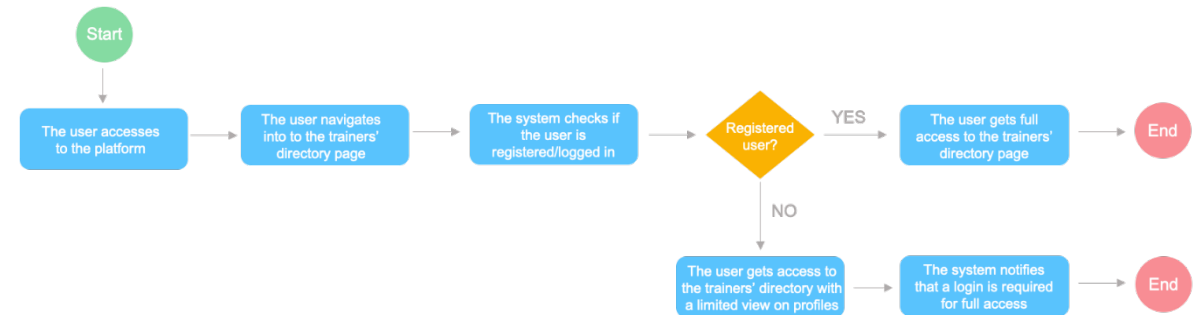 Start
The user accesses
to the platform
The user navigates
into to the trainers'
directory page
The system checks if
the user is
registered/logged in
Registered
user?
YES
The user gets full
access to the trainers'
directory page
End
NO
The user gets access to
the trainers' directory with
a limited view on profiles
The system notifies
that a login is required
for full access
End